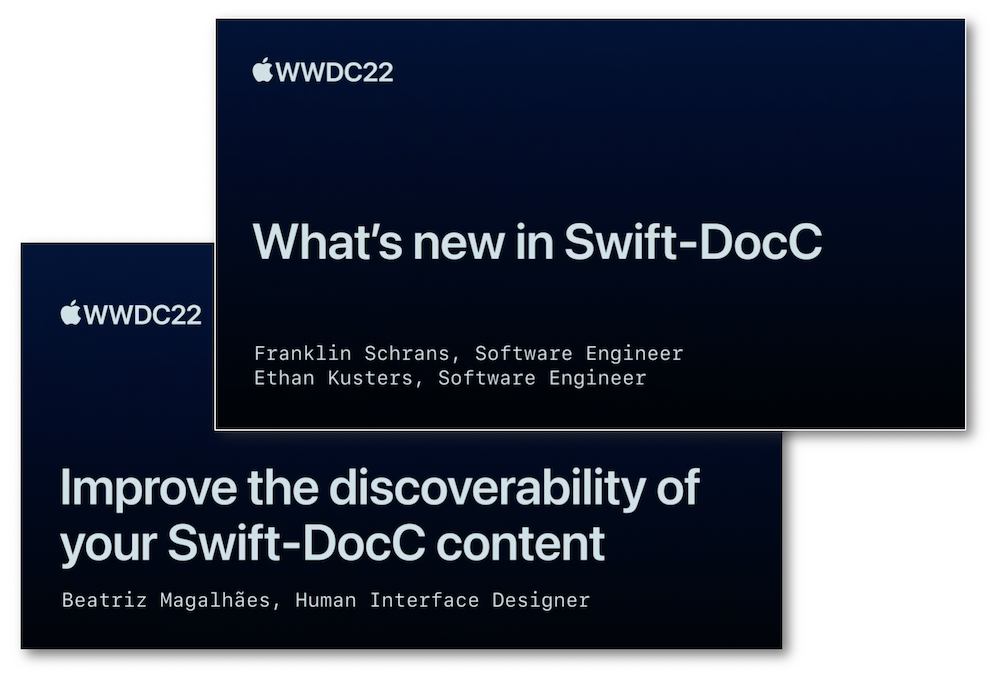 WWDC22
What’s new in Swift-DocC
Franklin Schrans, Software Engineer
Ethan Kusters, Software Engineer
WWDC22
Improve the discoverability of
your Swift-DocC content
Beatriz Magalhães, Human Interface Designer